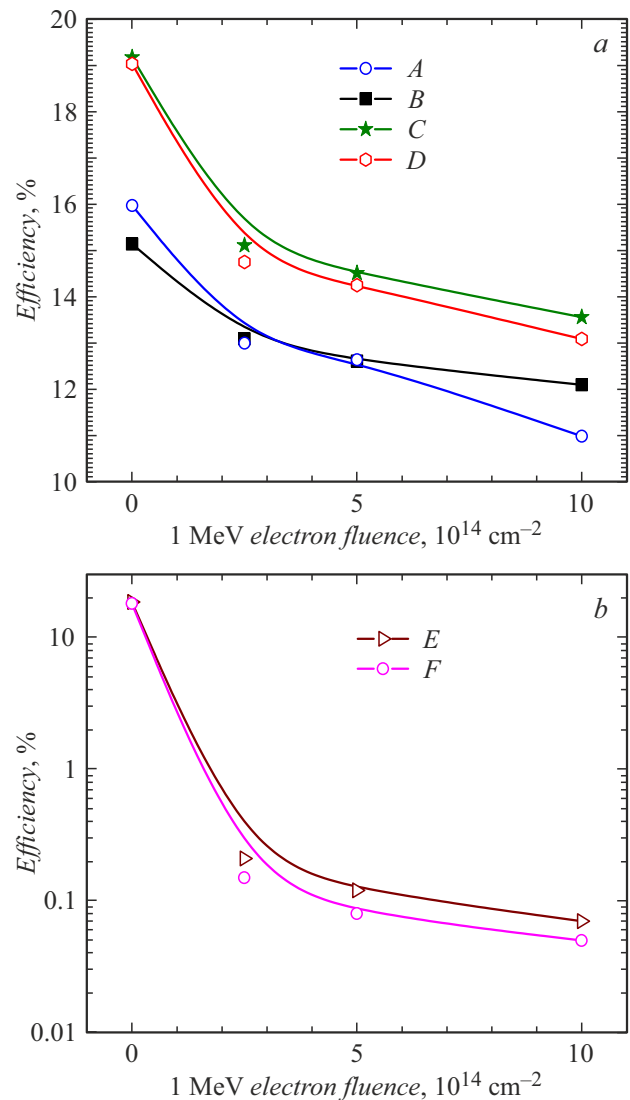 20
a
A
18
B
C
D
Efficiency, %
16
14
12
10
0 5 10
1 MeV electron fluence, 10¹⁴ cm⁻²
b
10
E
F
Efficiency, %
1
0.1
0.01
0 5 10
1 MeV electron fluence, 10¹⁴ cm⁻²